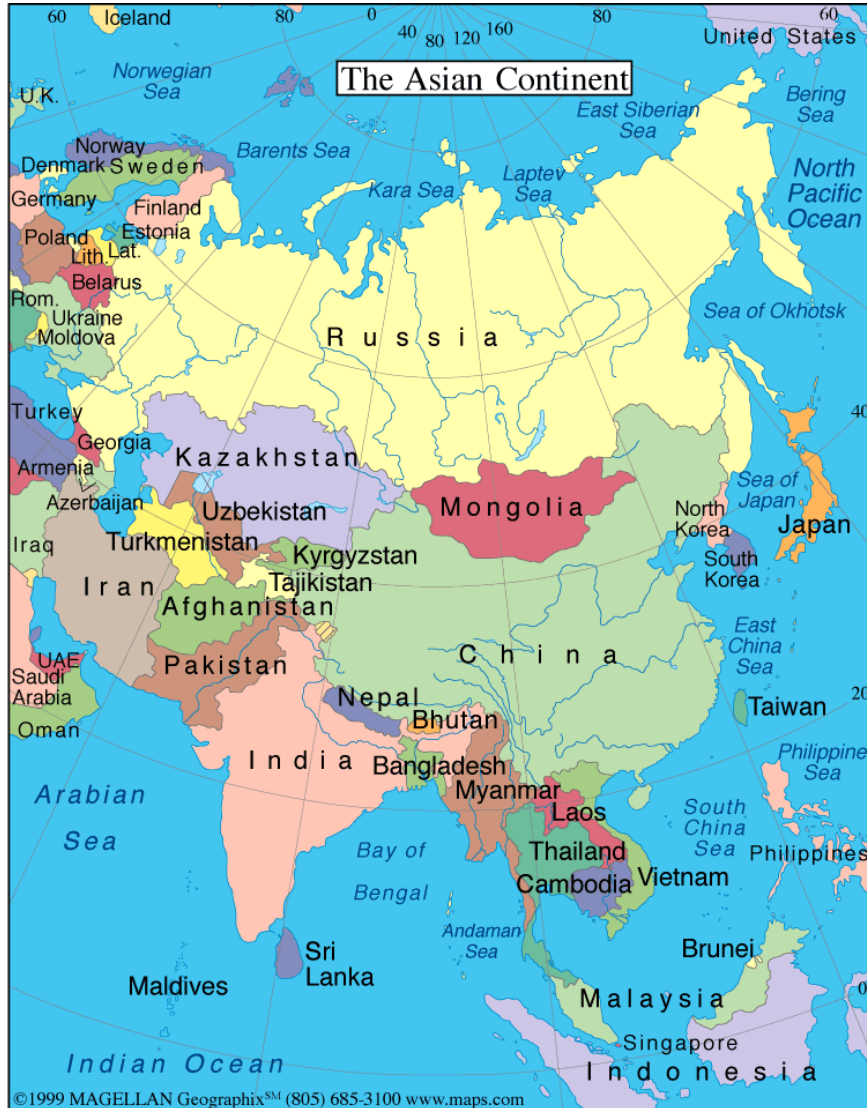 60
Iceland
80
0
40
80
120
160
80
60
United States
Norwegian
Sea
The Asian Continent
U.K.
Barents Sea
Kara Sea
Laptev
Sea
East Siberian
Sea
Bering
Sea
Norway
Denmark
Sweden
Germany
Finland
Estonia
Poland
Lat.
Lith.
Belarus
Rom.
Ukraine
Moldova
North
Pacific
Ocean
Sea of Okhotsk
Russia
Turkey
Georgia
Armenia
Azerbaijan
Kazakhstan
Uzbekistan
Turkmenistan
Kyrgyzstan
Tajikistan
Mongolia
40
Sea of
Japan
North
Korea
South
Korea
Japan
Iraq
Iran
Afghanistan
Pakistan
China
East
China
Sea
UAE
Saudi
Arabia
Oman
Nepal
Bhutan
India
Bangladesh
Myanmar
20
Taiwan
Philippine
Sea
Arabian
Sea
Bay of
Bengal
Laos
Thailand
Cambodia
Vietnam
South
China
Sea
Philippines
Andaman
Sea
Sri
Lanka
Maldives
Brunei
Malaysia
0
Singapore
Indonesia
Indian Ocean
©1999 MAGELLAN Geographix℠ (805) 685-3100 www.maps.com